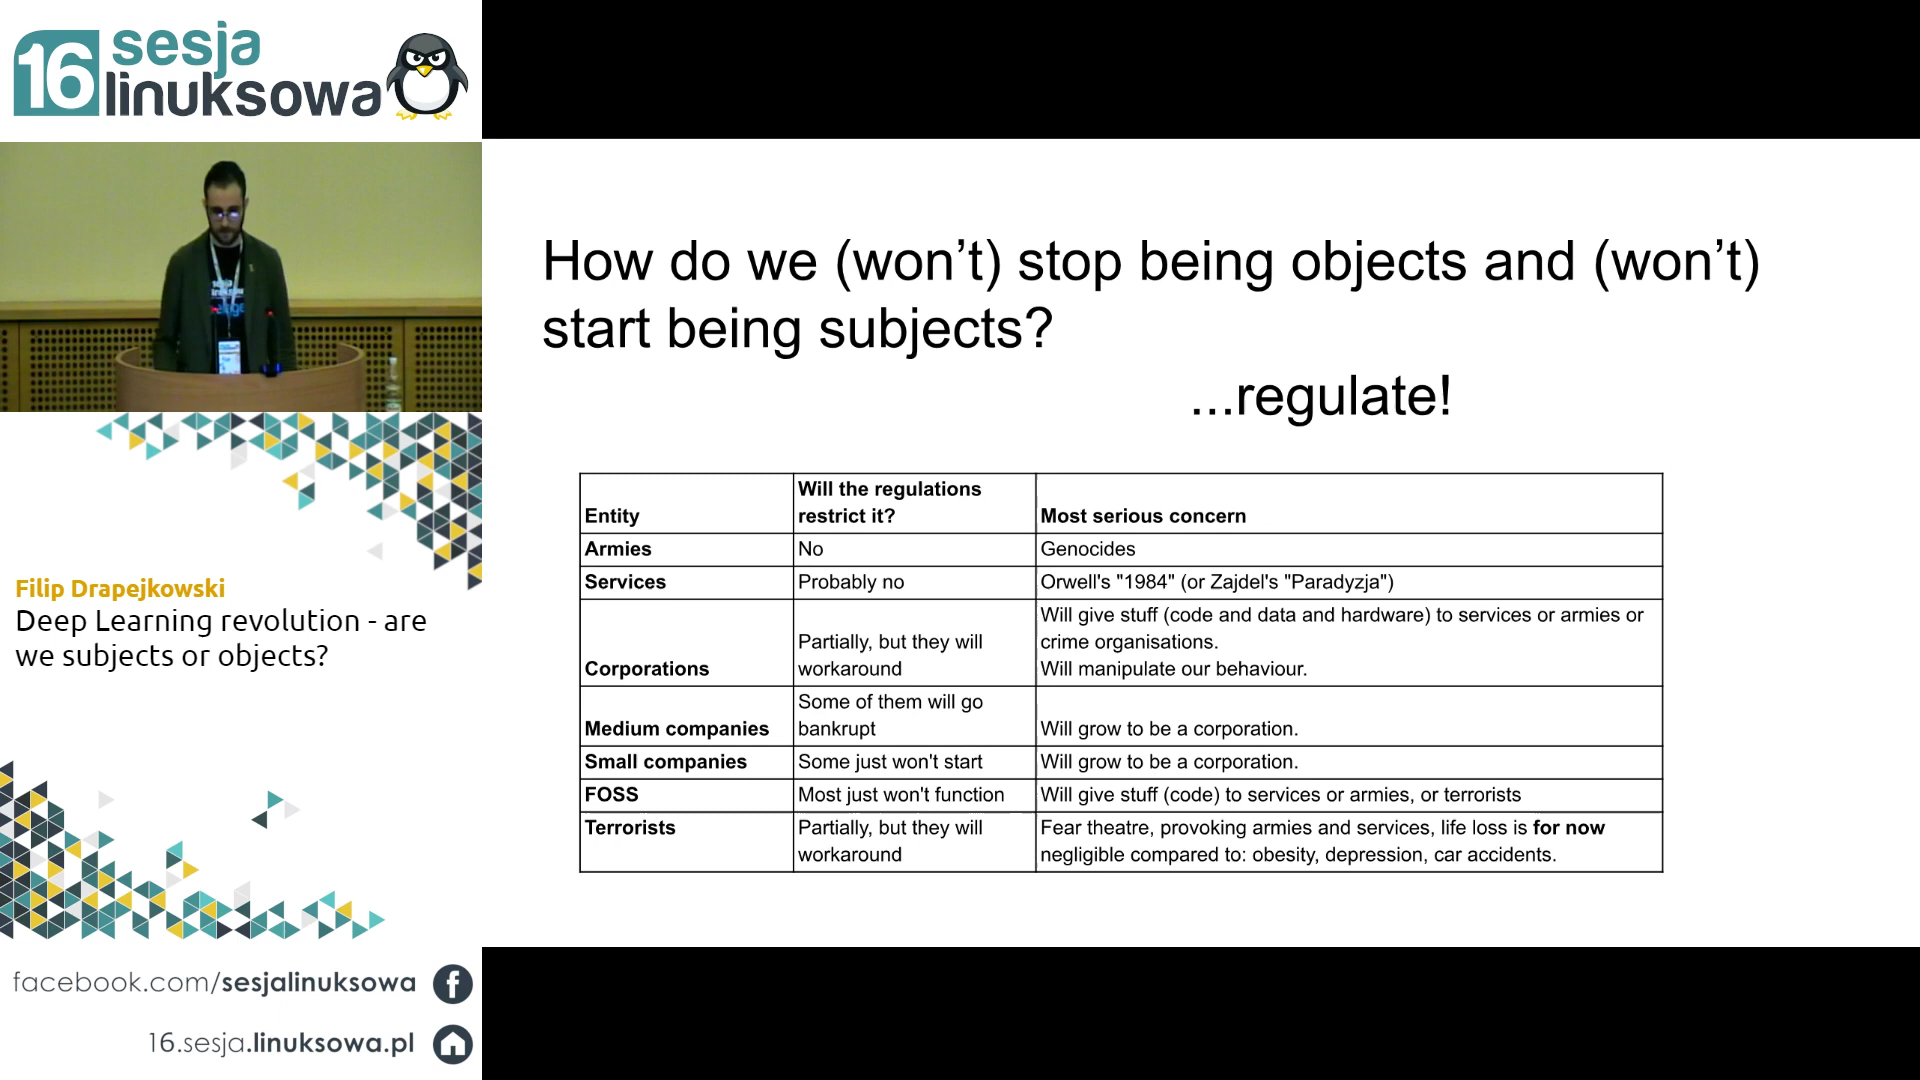 16 sesja
linuksowa
sesja
linuksowa
Filip Drapejkowski
Deep Learning revolution - are
we subjects or objects?
facebook.com/sesjalinuksowa
16.sesja.linuksowa.pl
How do we (won’t) stop being objects and (won’t)
start being subjects?
...regulate!
Entity
Will the regulations
restrict it?
Most serious concern
Armies
No
Genocides
Services
Probably no
Orwell's "1984" (or Zajdel's "Paradyzja")
Corporations
Partially, but they will
workaround
Will give stuff (code and data and hardware) to services or armies or
crime organisations.
Will manipulate our behaviour.
Medium companies
Some of them will go
bankrupt
Will grow to be a corporation.
Small companies
Some just won't start
Will grow to be a corporation.
FOSS
Most just won't function
Will give stuff (code) to services or armies, or terrorists
Terrorists
Partially, but they will
workaround
Fear theatre, provoking armies and services, life loss is for now
negligible compared to: obesity, depression, car accidents.